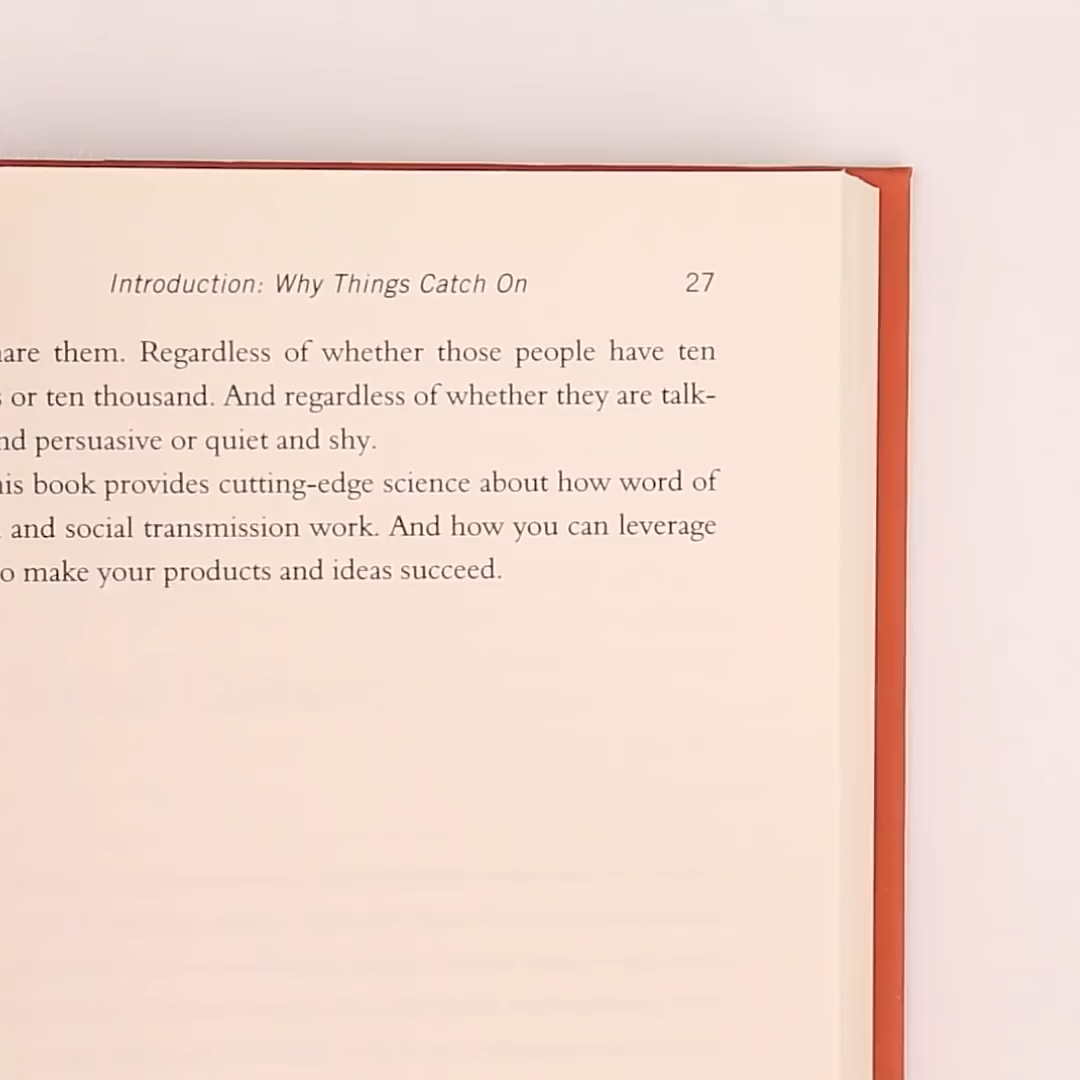 Introduction: Why Things Catch On 27
are them. Regardless of whether those people have ten
or ten thousand. And regardless of whether they are talk-
nd persuasive or quiet and shy.
is book provides cutting-edge science about how word of
and social transmission work. And how you can leverage
o make your products and ideas succeed.